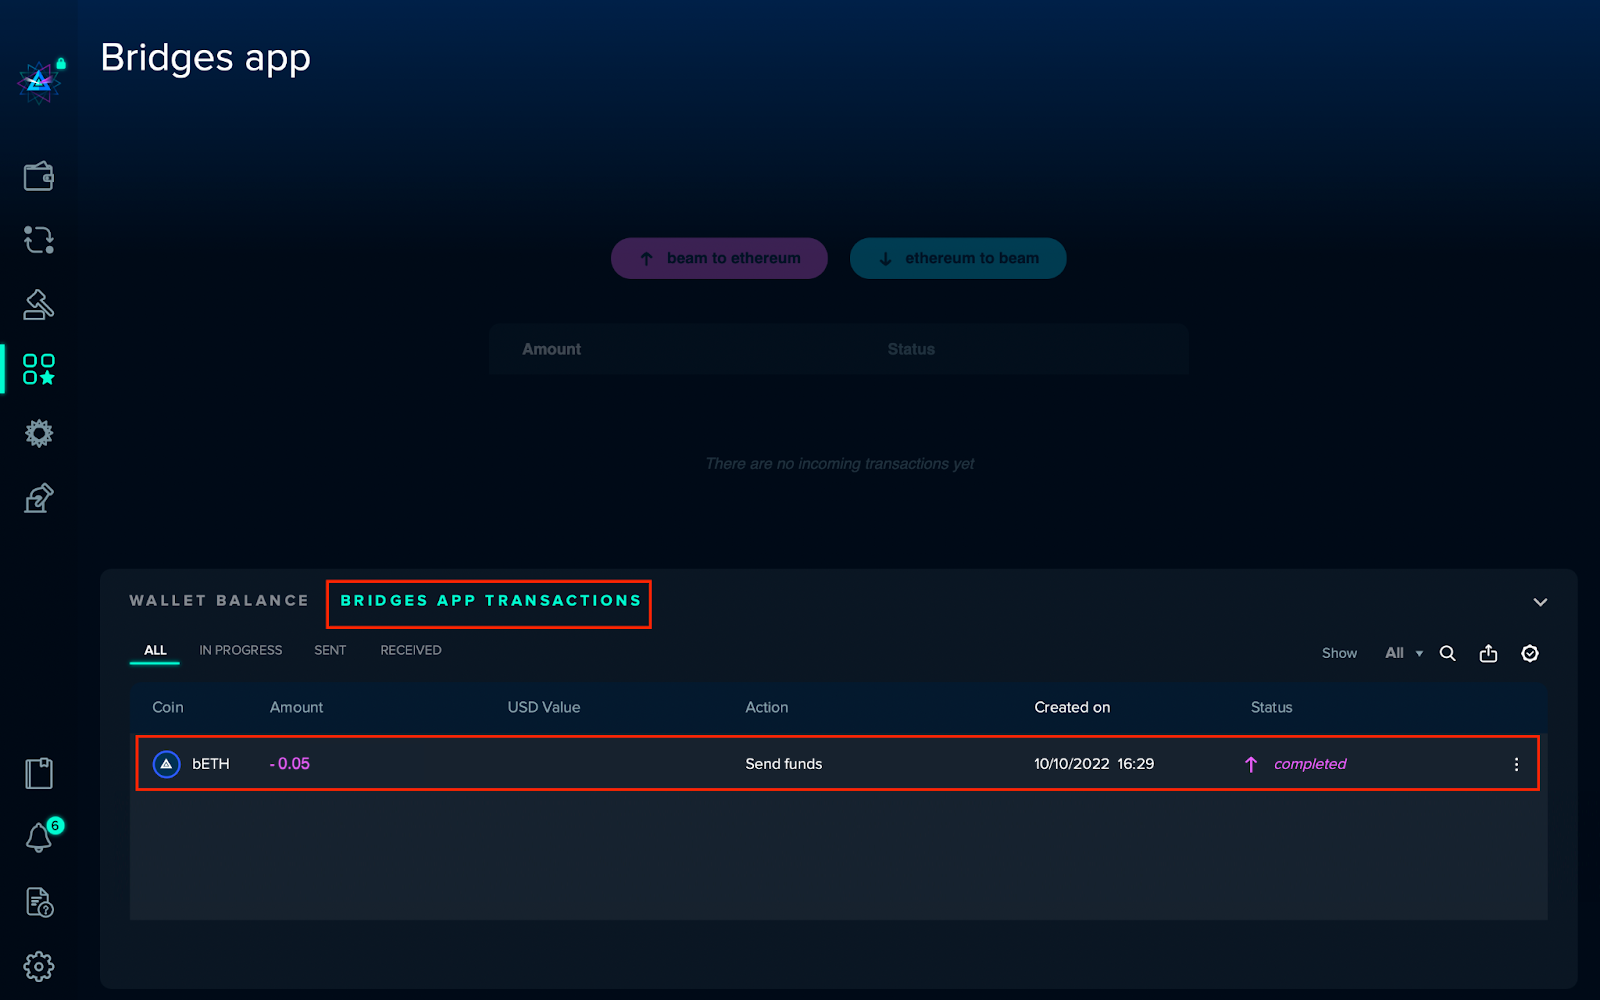 Bridges app
beam to ethereum
ethereum to beam
Amount Status
There are no incoming transactions yet
WALLET BALANCE BRIDGES APP TRANSACTIONS
ALL IN PROGRESS SENT RECEIVED Show All
Coin Amount USD Value Action Created on Status
bETH - 0.05 Send funds 10/10/2022 16:29 completed
6